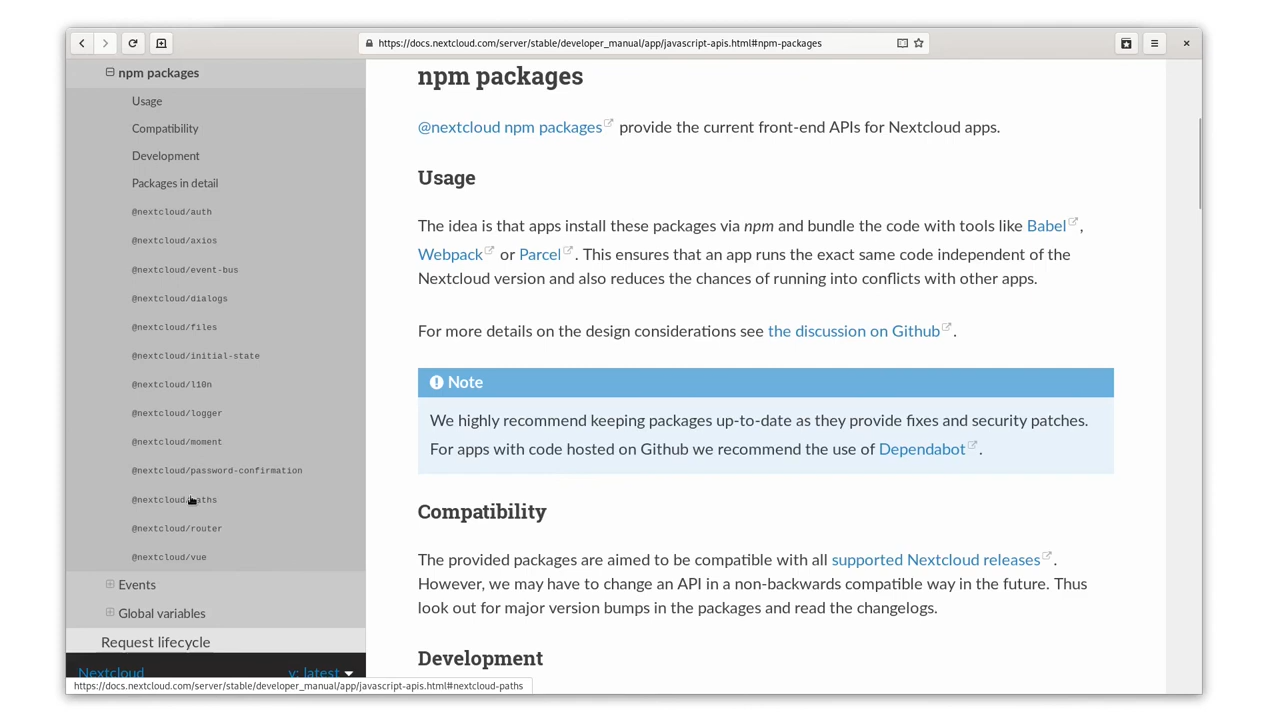 https://docs.nextcloud.com/server/stable/developer_manual/app/javascript-apis.html#npm-packages
npm packages
Usage
Compatibility
Development
Packages in detail
@nextcloud/auth
@nextcloud/axios
@nextcloud/event-bus
@nextcloud/dialogs
@nextcloud/files
@nextcloud/initial-state
@nextcloud/l10n
@nextcloud/logger
@nextcloud/moment
@nextcloud/password-confirmation
@nextcloud/paths
@nextcloud/router
@nextcloud/vue
Events
Global variables
Request lifecycle
Nextcloud v: latest
npm packages
@nextcloud npm packages provide the current front-end APIs for Nextcloud apps.
Usage
The idea is that apps install these packages via npm and bundle the code with tools like Babel,
Webpack or Parcel. This ensures that an app runs the exact same code independent of the
Nextcloud version and also reduces the chances of running into conflicts with other apps.
For more details on the design considerations see the discussion on Github.
Note
We highly recommend keeping packages up-to-date as they provide fixes and security patches.
For apps with code hosted on Github we recommend the use of Dependabot.
Compatibility
The provided packages are aimed to be compatible with all supported Nextcloud releases.
However, we may have to change an API in a non-backwards compatible way in the future. Thus
look out for major version bumps in the packages and read the changelogs.
Development
https://docs.nextcloud.com/server/stable/developer_manual/app/javascript-apis.html#nextcloud-paths